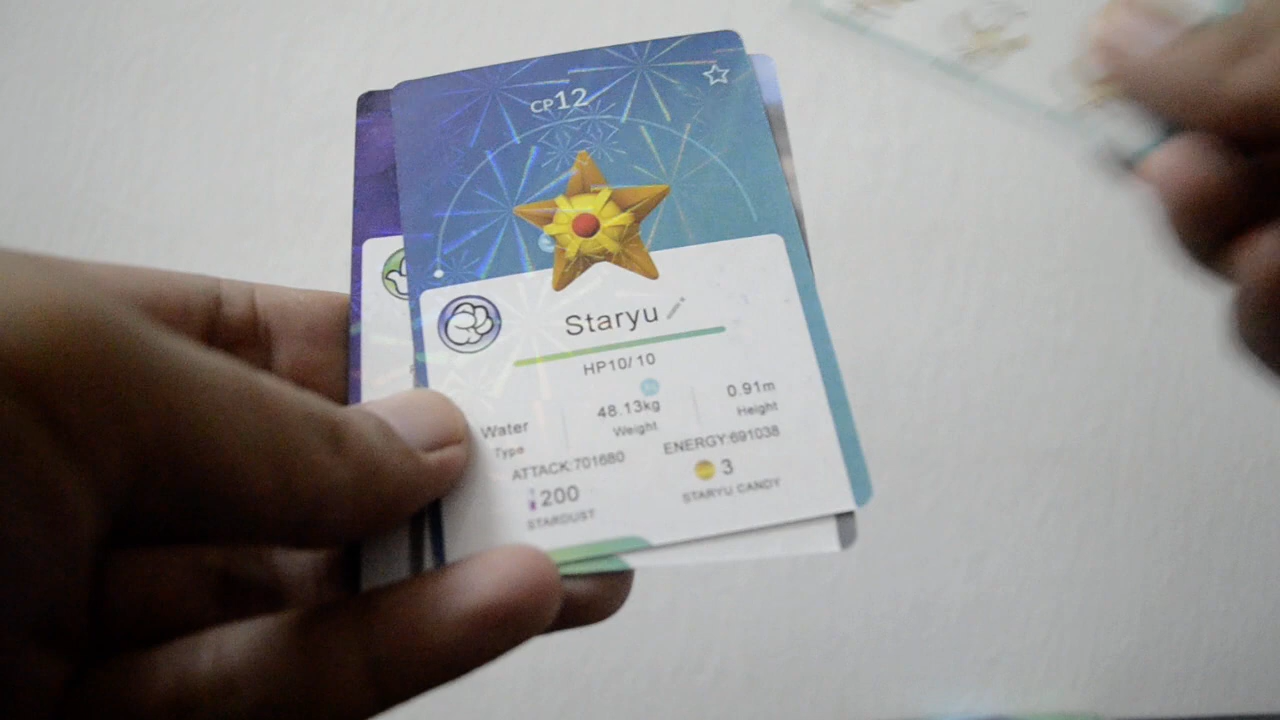 CP12
Staryu
HP10/10
Water 48.13kg 0.91m
Type Weight Height
ATTACK:701680 ENERGY:691038
200 3
STARDUST STARYU CANDY